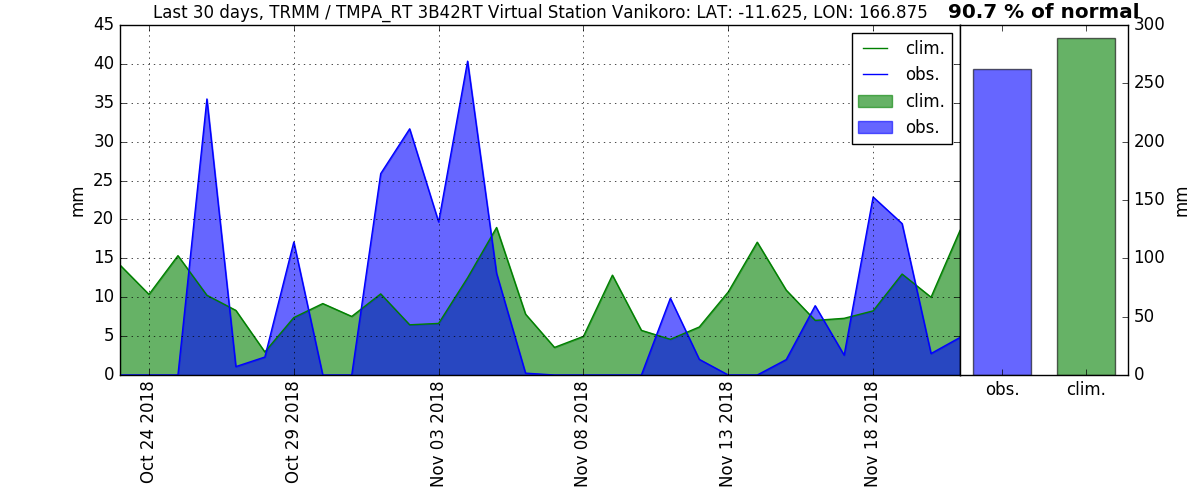 Last 30 days, TRMM / TMPA_RT 3B42RT Virtual Station Vanikoro: LAT: -11.625, LON: 166.875
90.7 % of normal
45
40
35
30
25
20
15
10
5
0
mm
clim.
obs.
clim.
obs.
Oct 24 2018
Oct 29 2018
Nov 03 2018
Nov 08 2018
Nov 13 2018
Nov 18 2018
300
250
200
150
100
50
0
mm
obs.
clim.